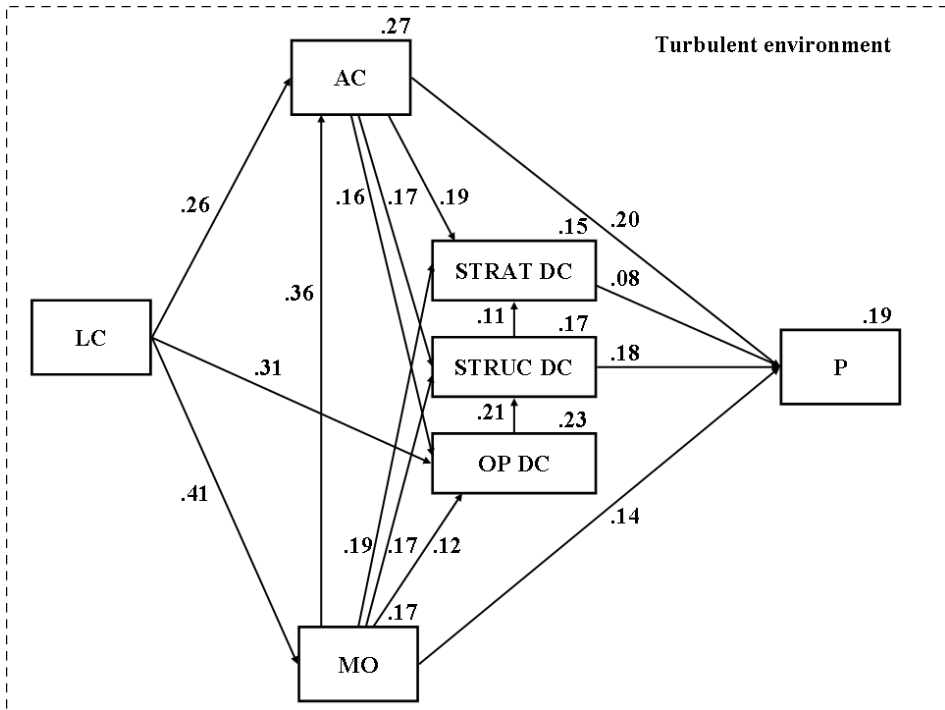 .27
Turbulent environment
AC
.16
.17
.19
.26
.15
.20
STRAT DC
.08
.36
LC
.11
.17
.19
STRUC DC
.18
P
.31
.21
.23
OP DC
.41
.19
.17
.12
.14
.17
MO